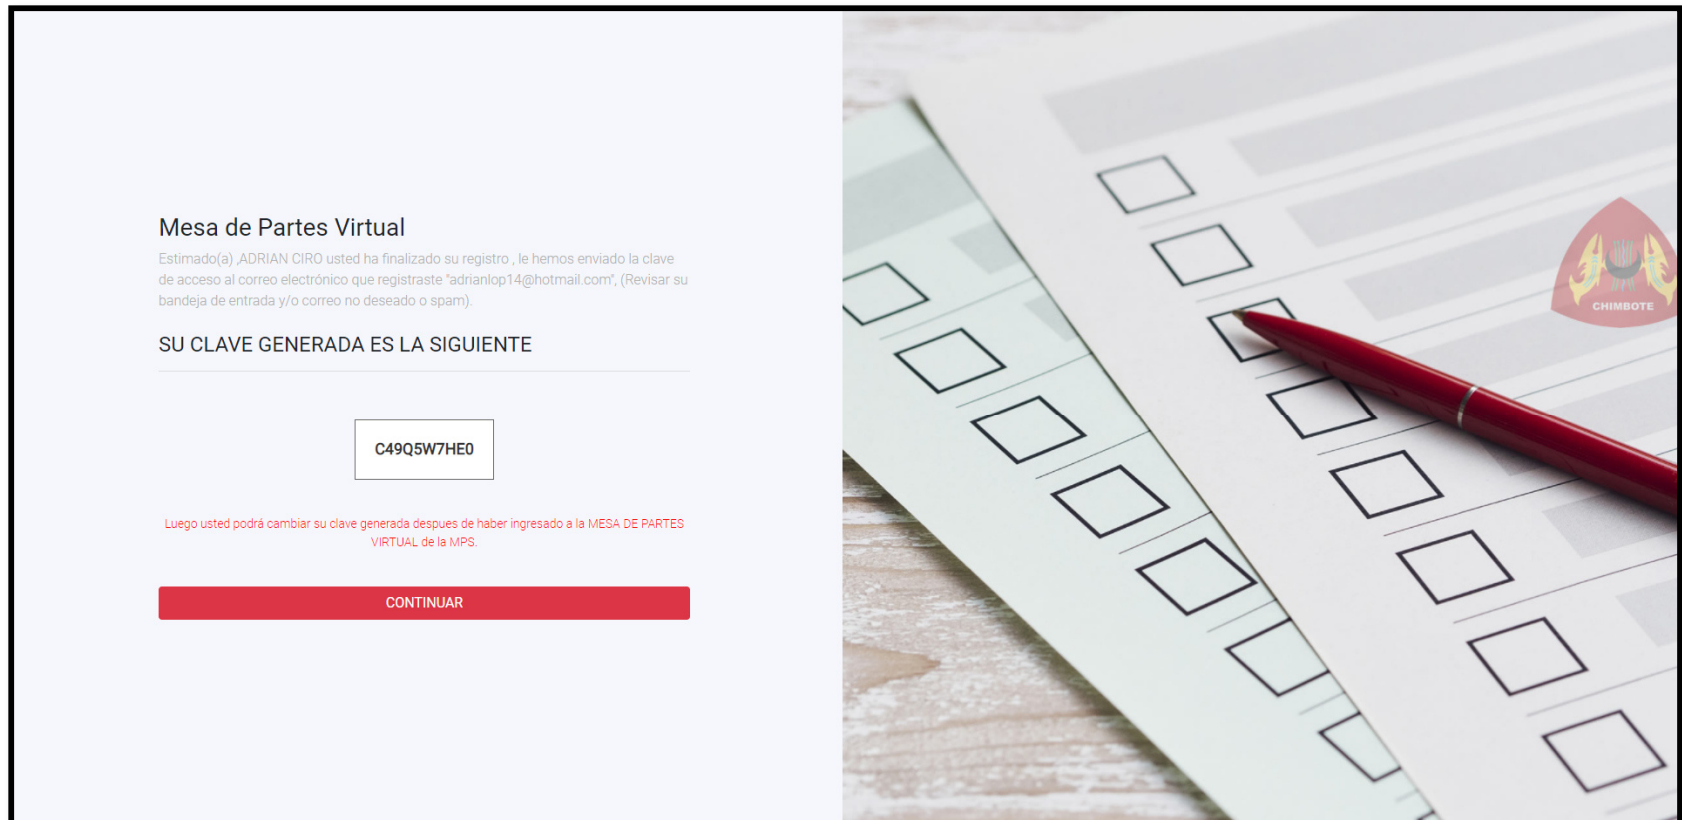 Mesa de Partes Virtual
Estimado(a) ,ADRIAN CIRO usted ha finalizado su registro , le hemos enviado la clave
de acceso al correo electrónico que registraste "adrianlop14@hotmail.com", (Revisar su
bandeja de entrada y/o correo no deseado o spam).
SU CLAVE GENERADA ES LA SIGUIENTE
C49Q5W7HE0
Luego usted podrá cambiar su clave generada despues de haber ingresado a la MESA DE PARTES
VIRTUAL de la MPS.
CONTINUAR
CHIMBOTE